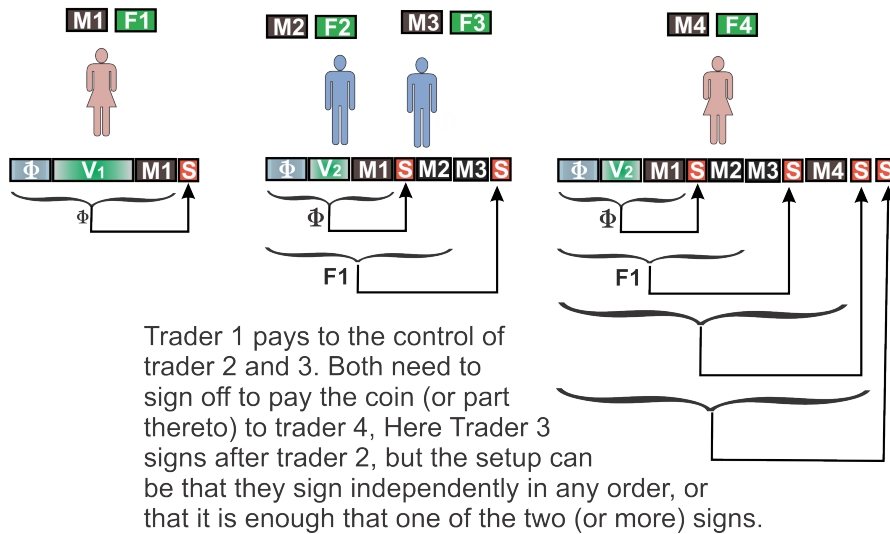 M1 F1
M2 F2
M3 F3
M4 F4
Φ V1 M1 S
Φ V2 M1 S M2 M3 S
Φ V2 M1 S M2 M3 S M4 S S
Φ
Φ
Φ
F1
F1
Trader 1 pays to the control of
trader 2 and 3. Both need to
sign off to pay the coin (or part
thereto) to trader 4, Here Trader 3
signs after trader 2, but the setup can
be that they sign independently in any order, or
that it is enough that one of the two (or more) signs.